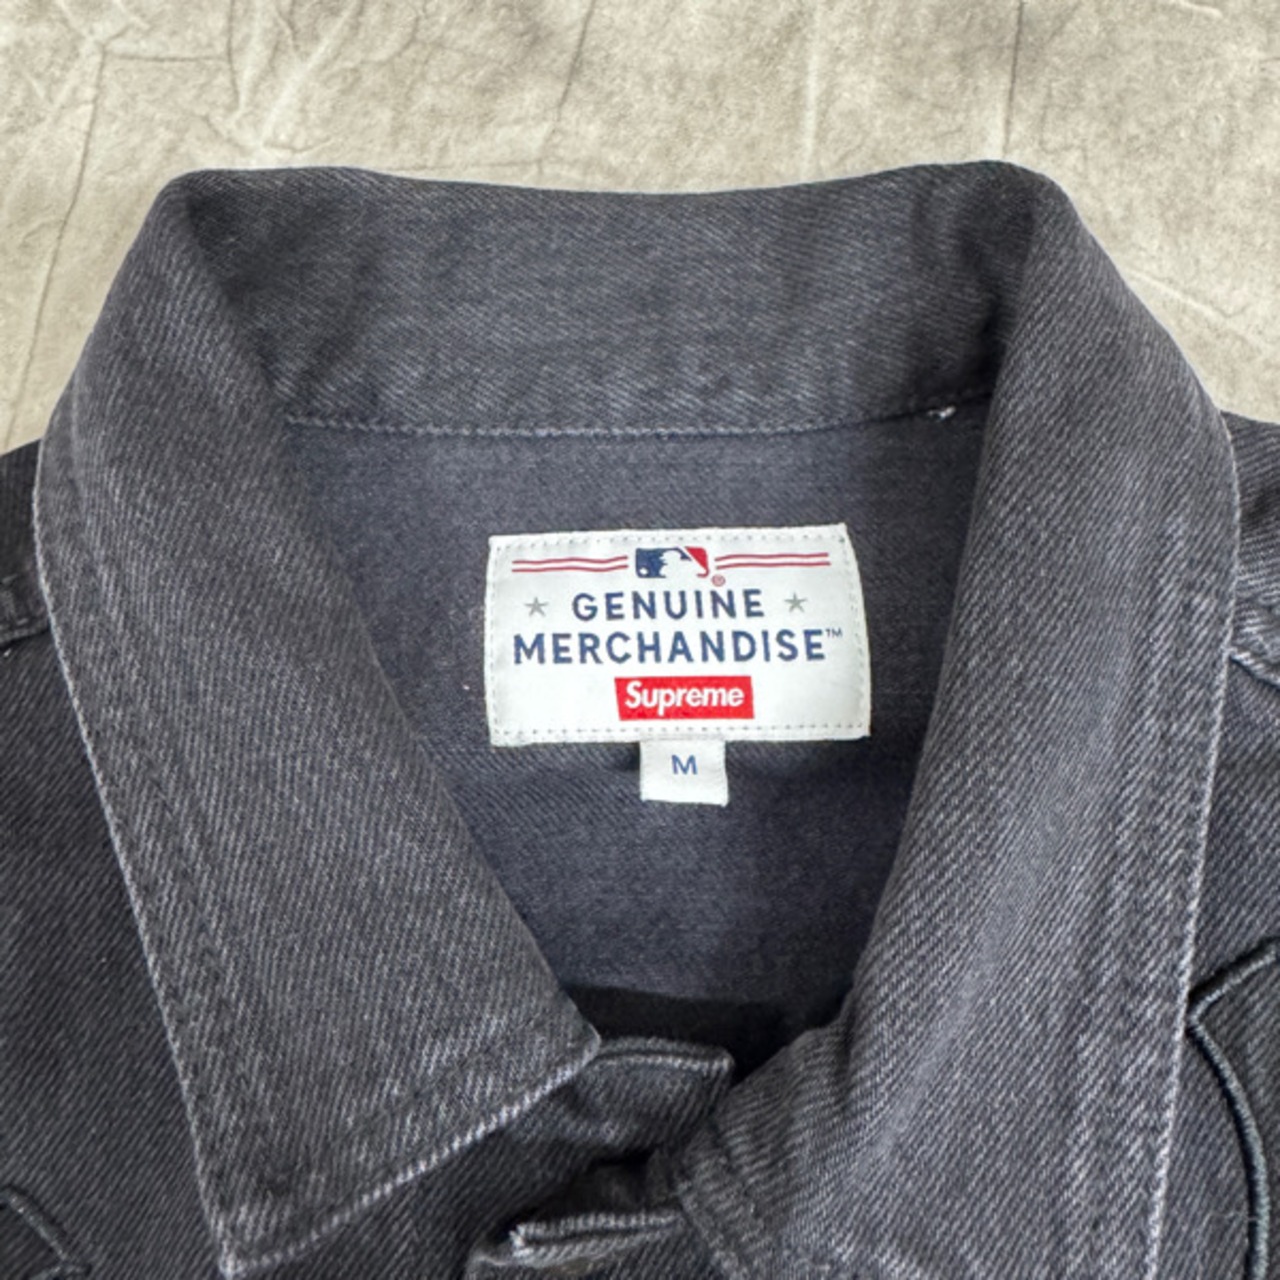 ®
GENUINE
MERCHANDISE™
Supreme
M